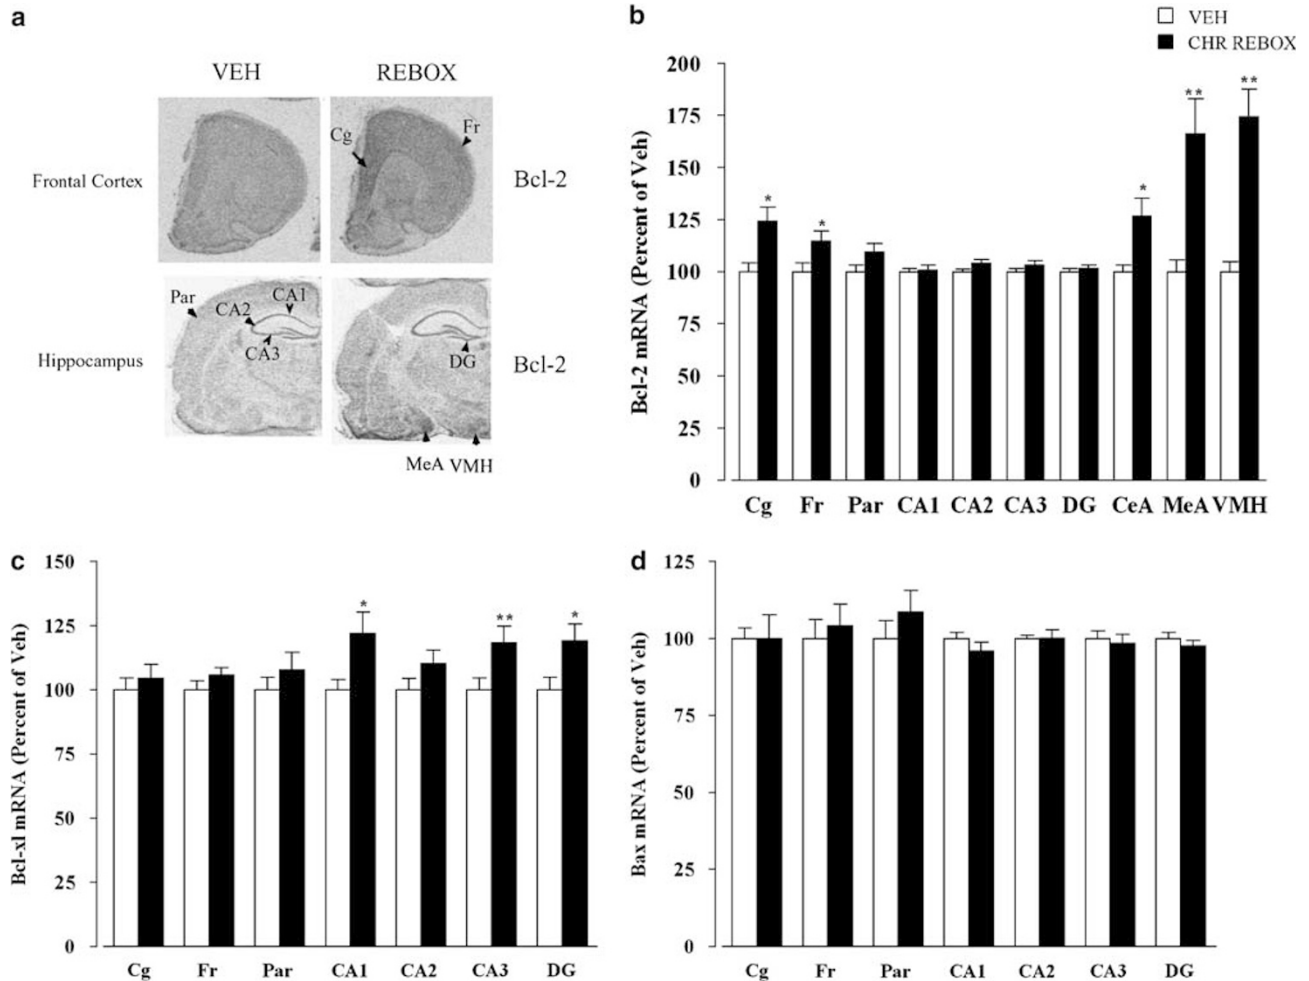 a
VEH
REBOX
Cg
Fr
Frontal Cortex
Bcl-2
Par
CA1
CA2
CA3
Hippocampus
DG
Bcl-2
MeA VMH
b
VEH
CHR REBOX
Bcl-2 mRNA (Percent of Veh)
200
175
150
125
100
75
50
25
0
* * * ** **
Cg Fr Par CA1 CA2 CA3 DG CeA MeA VMH
c
Bcl-xl mRNA (Percent of Veh)
150
125
100
75
50
25
0
* ** *
Cg Fr Par CA1 CA2 CA3 DG
d
Bax mRNA (Percent of Veh)
125
100
75
50
25
0
Cg Fr Par CA1 CA2 CA3 DG